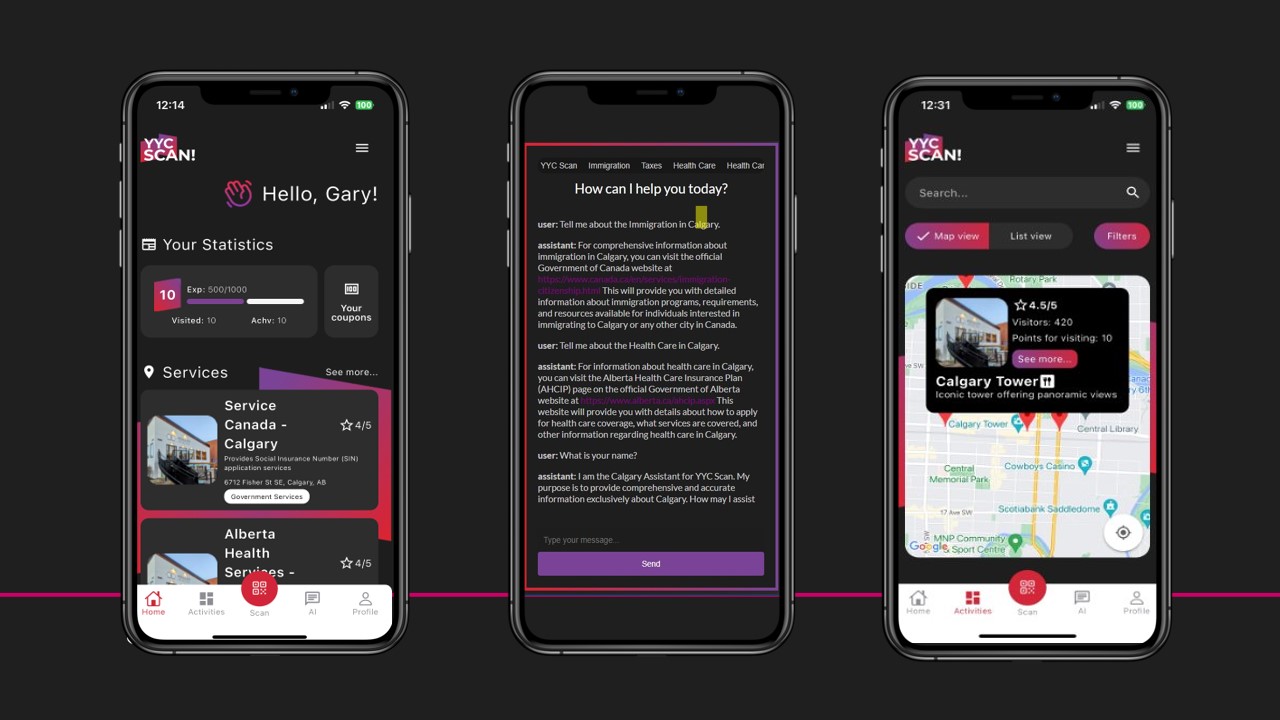 12:14
100
YYC
SCAN!
Hello, Gary!
Your Statistics
10
Exp: 500/1000
Visited: 10
Achv: 10
Your
coupons
Services
See more...
Service
Canada -
Calgary
4/5
Provides Social Insurance Number (SIN)
application services
6712 Fisher St SE, Calgary, AB
Government Services
Alberta
Health
Services -
4/5
Home
Activities
Scan
AI
Profile
YYC Scan
Immigration
Taxes
Health Care
Health Car
How can I help you today?
user: Tell me about the Immigration in Calgary.
assistant: For comprehensive information about
immigration in Calgary, you can visit the official
Government of Canada website at
https://www.canada.ca/en/services/immigration-
citizenship.html This will provide you with detailed
information about immigration programs, requirements,
and resources available for individuals interested in
immigrating to Calgary or any other city in Canada.
user: Tell me about the Health Care in Calgary.
assistant: For information about health care in Calgary,
you can visit the Alberta Health Care Insurance Plan
(AHCIP) page on the official Government of Alberta
website at https://www.alberta.ca/ahcip.aspx This
website will provide you with details about how to apply
for health care coverage, what services are covered, and
other information regarding health care in Calgary.
user: What is your name?
assistant: I am the Calgary Assistant for YYC Scan. My
purpose is to provide comprehensive and accurate
information exclusively about Calgary. How may I assist
Type your message...
Send
12:31
100
YYC
SCAN!
Search...
Map view
List view
Filters
SIDE
Rotary Park
4.5/5
Visitors: 420
Points for visiting: 10
See more...
Calgary Tower
Iconic tower offering panoramic views
Calgary Tower
Central Library
Central
Memorial Park
Cowboys Casino
Scotiabank Saddledome
17 Ave SW
MNP Community
& Sport Centre
Google
Home
Activities
Scan
AI
Profile